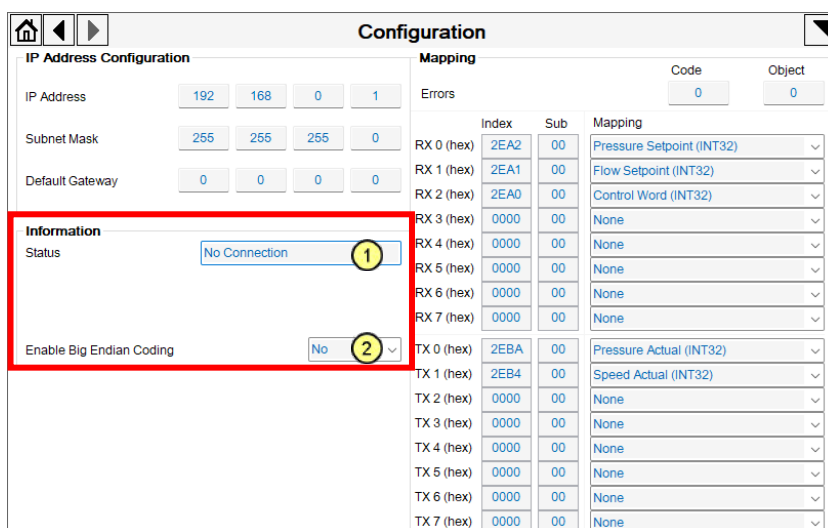 Configuration
IP Address Configuration
IP Address 192 168 0 1
Subnet Mask 255 255 255 0
Default Gateway 0 0 0 0
Information
Status No Connection 1
Enable Big Endian Coding No 2
Mapping
Code Object
Errors 0 0
Index Sub Mapping
RX 0 (hex) 2EA2 00 Pressure Setpoint (INT32)
RX 1 (hex) 2EA1 00 Flow Setpoint (INT32)
RX 2 (hex) 2EA0 00 Control Word (INT32)
RX 3 (hex) 0000 00 None
RX 4 (hex) 0000 00 None
RX 5 (hex) 0000 00 None
RX 6 (hex) 0000 00 None
RX 7 (hex) 0000 00 None
TX 0 (hex) 2EBA 00 Pressure Actual (INT32)
TX 1 (hex) 2EB4 00 Speed Actual (INT32)
TX 2 (hex) 0000 00 None
TX 3 (hex) 0000 00 None
TX 4 (hex) 0000 00 None
TX 5 (hex) 0000 00 None
TX 6 (hex) 0000 00 None
TX 7 (hex) 0000 00 None